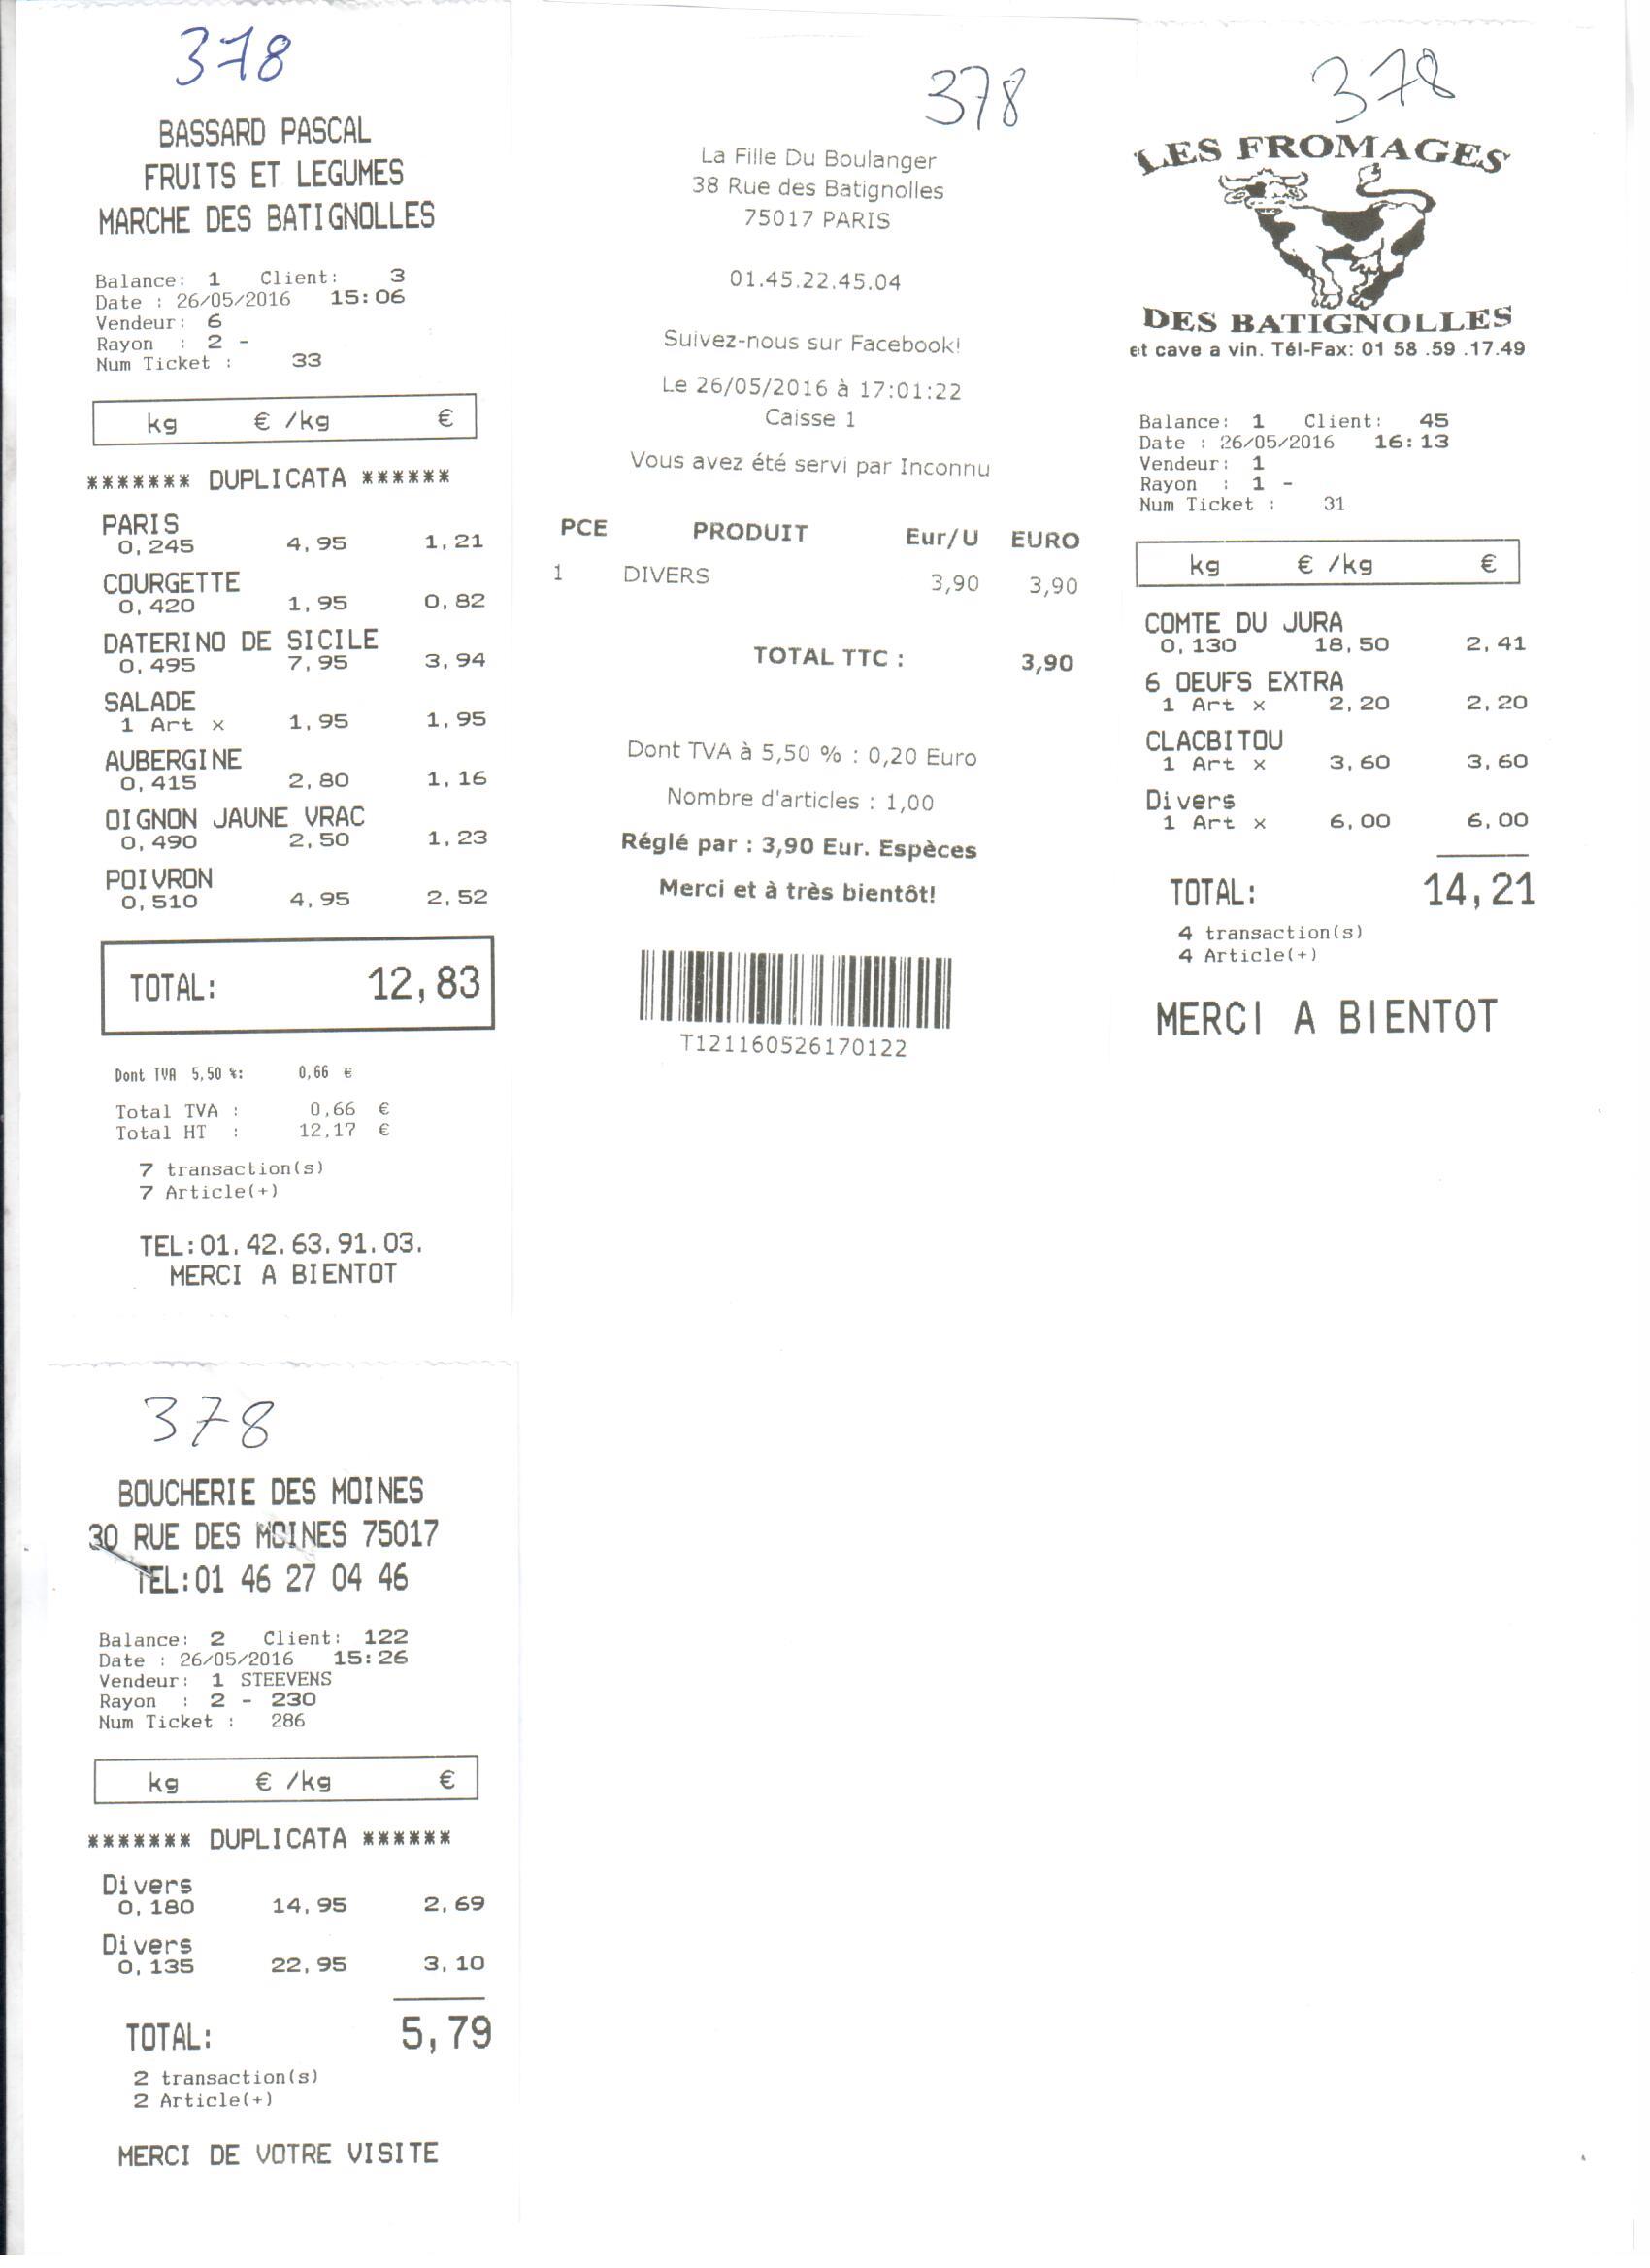 378
BASSARD PASCAL
FRUITS ET LEGUMES
MARCHE DES BATIGNOLLES
Balance: 1 Client: 3
Date : 26/05/2016 15:06
Vendeur: 6
Rayon : 2 -
Num Ticket : 33
kg € /kg €
******* DUPLICATA ******
PARIS
0,245 4,95 1,21
COURGETTE
0,420 1,95 0,82
DATERINO DE SICILE
0,495 7,95 3,94
SALADE
1 Art x 1,95 1,95
AUBERGINE
0,415 2,80 1,16
OIGNON JAUNE VRAC
0,490 2,50 1,23
POIVRON
0,510 4,95 2,52
TOTAL: 12,83
Dont TVA 5,50 %: 0,66 €
Total TVA : 0,66 €
Total HT : 12,17 €
7 transaction(s)
7 Article(+)
TEL:01.42.63.91.03.
MERCI A BIENTOT
378
La Fille Du Boulanger
38 Rue des Batignolles
75017 PARIS
01.45.22.45.04
Suivez-nous sur Facebook!
Le 26/05/2016 à 17:01:22
Caisse 1
Vous avez été servi par Inconnu
PCE PRODUIT Eur/U EURO
1 DIVERS 3,90 3,90
TOTAL TTC : 3,90
Dont TVA à 5,50 % : 0,20 Euro
Nombre d'articles : 1,00
Réglé par : 3,90 Eur. Espèces
Merci et à très bientôt!
T121160526170122
378
LES FROMAGES
DES BATIGNOLLES
et cave a vin. Tél-Fax: 01 58 .59 .17.49
Balance: 1 Client: 45
Date : 26/05/2016 16:13
Vendeur: 1
Rayon : 1 -
Num Ticket : 31
kg € /kg €
COMTE DU JURA
0,130 18,50 2,41
6 OEUFS EXTRA
1 Art x 2,20 2,20
CLACBITOU
1 Art x 3,60 3,60
Divers
1 Art x 6,00 6,00
TOTAL: 14,21
4 transaction(s)
4 Article(+)
MERCI A BIENTOT
378
BOUCHERIE DES MOINES
30 RUE DES MOINES 75017
TEL:01 46 27 04 46
Balance: 2 Client: 122
Date : 26/05/2016 15:26
Vendeur: 1 STEEVENS
Rayon : 2 - 230
Num Ticket : 286
kg € /kg €
******* DUPLICATA ******
Divers
0,180 14,95 2,69
Divers
0,135 22,95 3,10
TOTAL: 5,79
2 transaction(s)
2 Article(+)
MERCI DE VOTRE VISITE